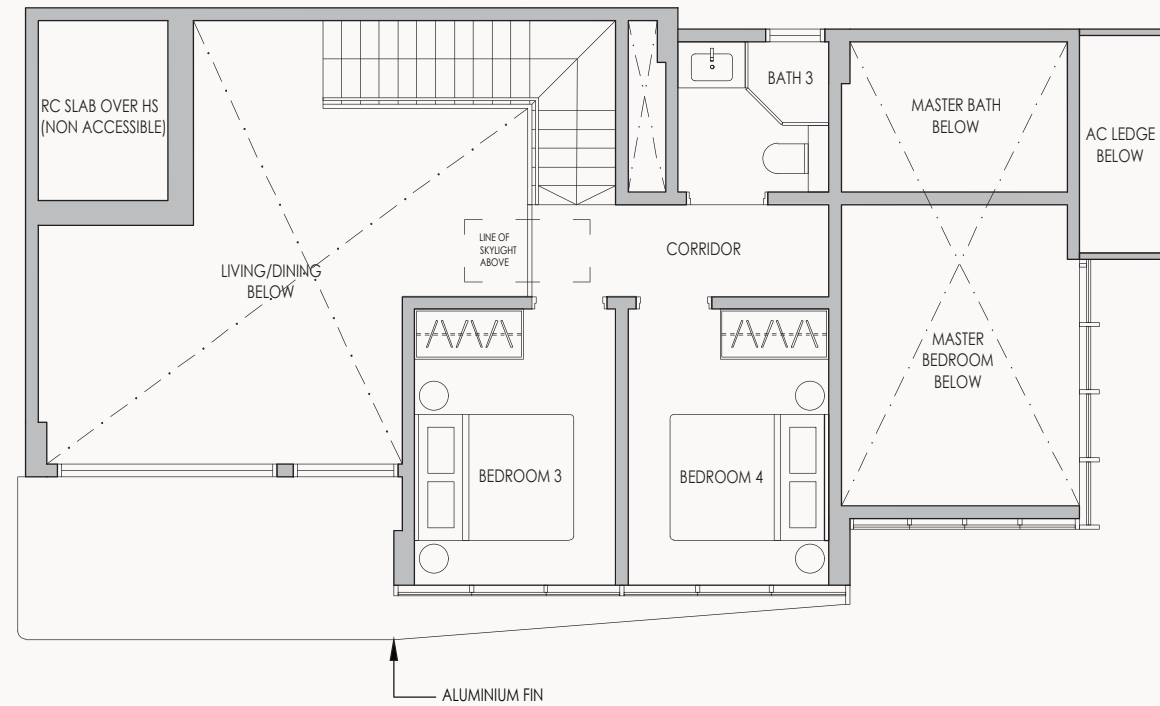 BATH 3
RC SLAB OVER HS
(NON ACCESSIBLE)
MASTER BATH
BELOW
AC LEDGE
BELOW
LINE OF
SKYLIGHT
ABOVE
CORRIDOR
LIVING/DINING
BELOW
MASTER
BEDROOM
BELOW
BEDROOM 3
BEDROOM 4
ALUMINIUM FIN